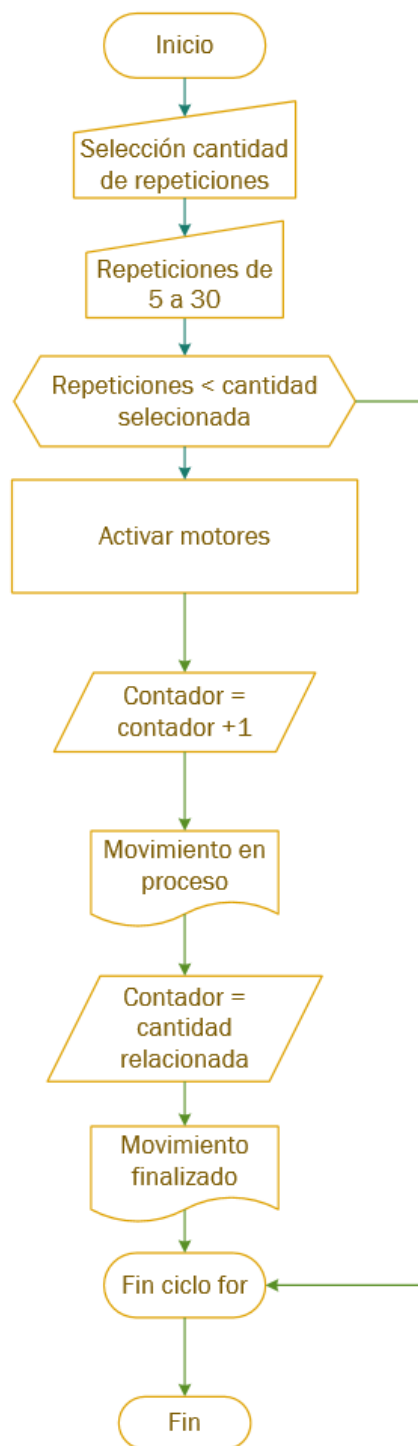 Inicio
Selección cantidad
de repeticiones
Repeticiones de
5 a 30
Repeticiones < cantidad
selecionada
Activar motores
Contador =
contador +1
Movimiento en
proceso
Contador =
cantidad
relacionada
Movimiento
finalizado
Fin ciclo for
Fin